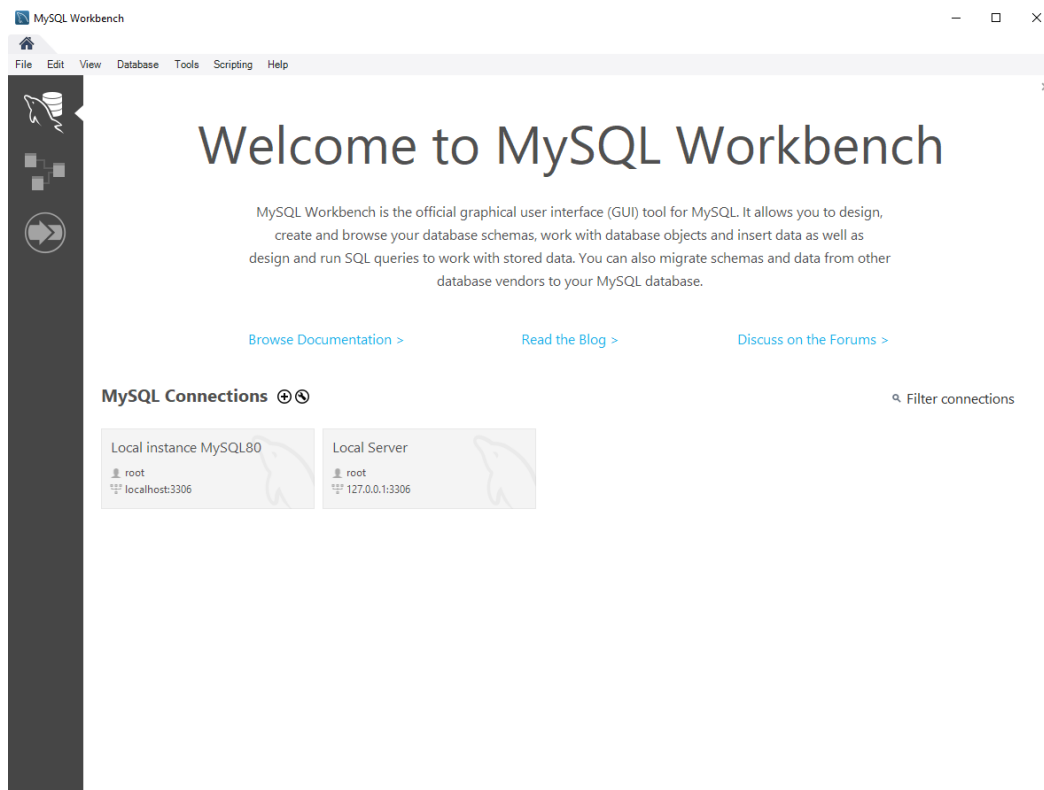 MySQL Workbench
File Edit View Database Tools Scripting Help
Welcome to MySQL Workbench
MySQL Workbench is the official graphical user interface (GUI) tool for MySQL. It allows you to design,
create and browse your database schemas, work with database objects and insert data as well as
design and run SQL queries to work with stored data. You can also migrate schemas and data from other
database vendors to your MySQL database.
Browse Documentation > Read the Blog > Discuss on the Forums >
MySQL Connections Filter connections
Local instance MySQL80
root
localhost:3306
Local Server
root
127.0.0.1:3306